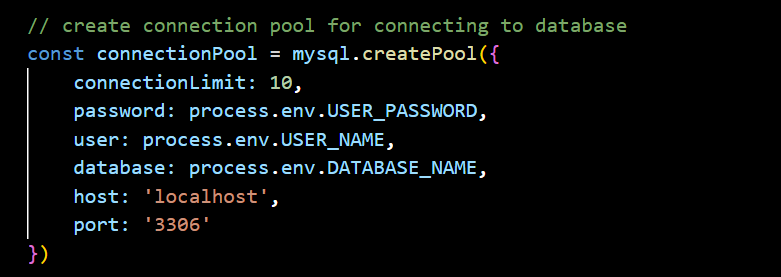 // create connection pool for connecting to database
const connectionPool = mysql.createPool({
    connectionLimit: 10,
    password: process.env.USER_PASSWORD,
    user: process.env.USER_NAME,
    database: process.env.DATABASE_NAME,
    host: 'localhost',
    port: '3306'
})